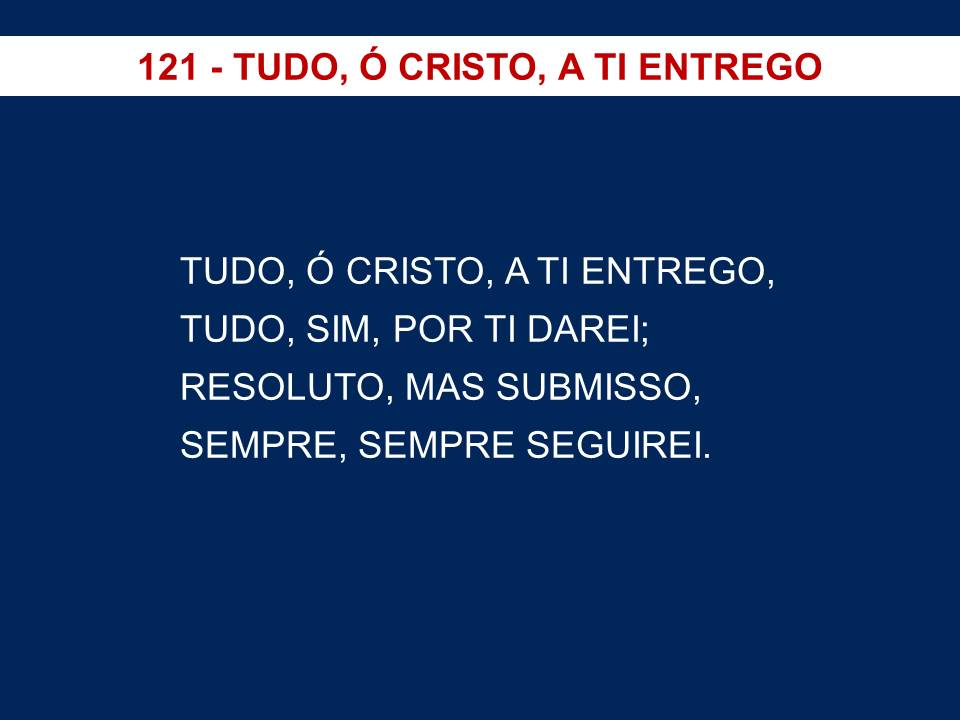 121 - TUDO, Ó CRISTO, A TI ENTREGO
TUDO, Ó CRISTO, A TI ENTREGO,
TUDO, SIM, POR TI DAREI;
RESOLUTO, MAS SUBMISSO,
SEMPRE, SEMPRE SEGUIREI.